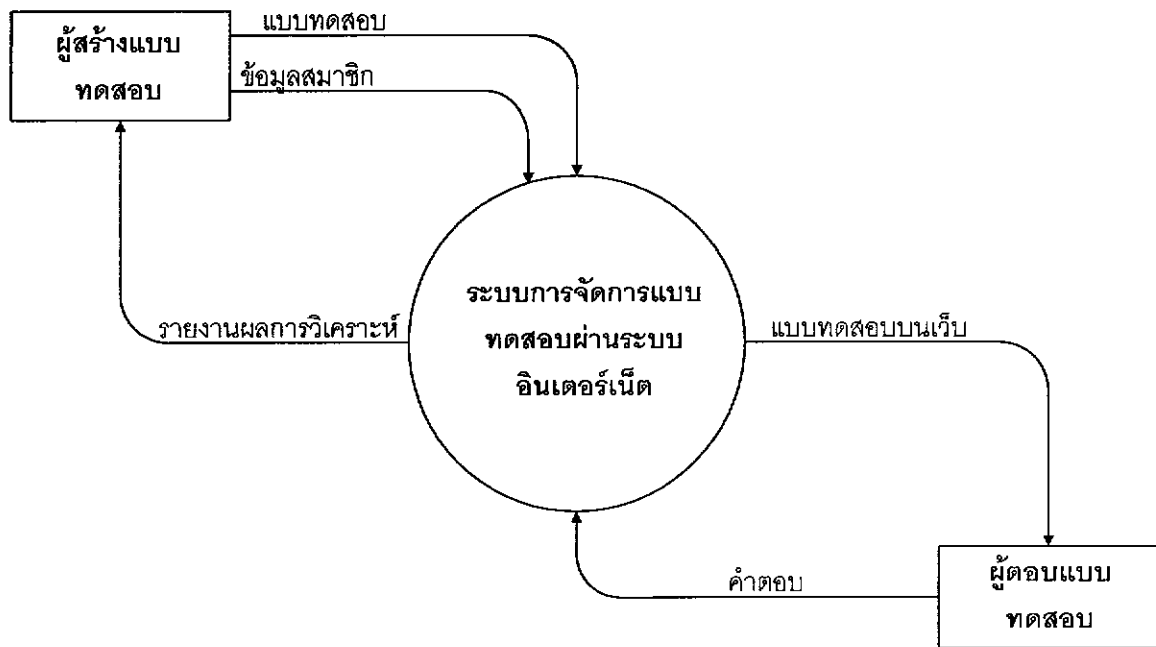 แบบทดสอบ
ผู้สร้างแบบ
ทดสอบ
ข้อมูลสมาชิก
ระบบการจัดการแบบ
ทดสอบผ่านระบบ
อินเตอร์เน็ต
รายงานผลการวิเคราะห์
แบบทดสอบบนเว็บ
คำตอบ
ผู้ตอบแบบ
ทดสอบ